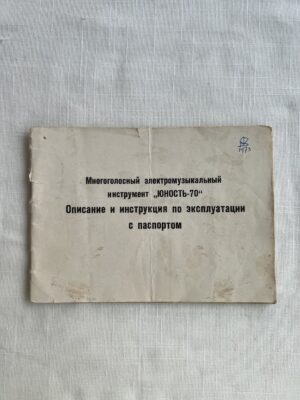 Многоголосный электромузыкальный
инструмент „ЮНОСТЬ-70"
Описание и инструкция по эксплуатации
с паспортом